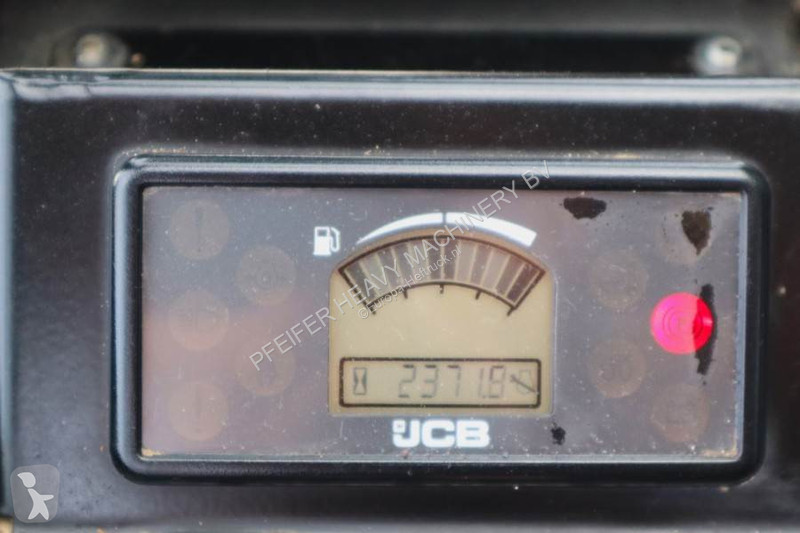 PFEIFER HEAVY MACHINERY BV
2371.8
JCB